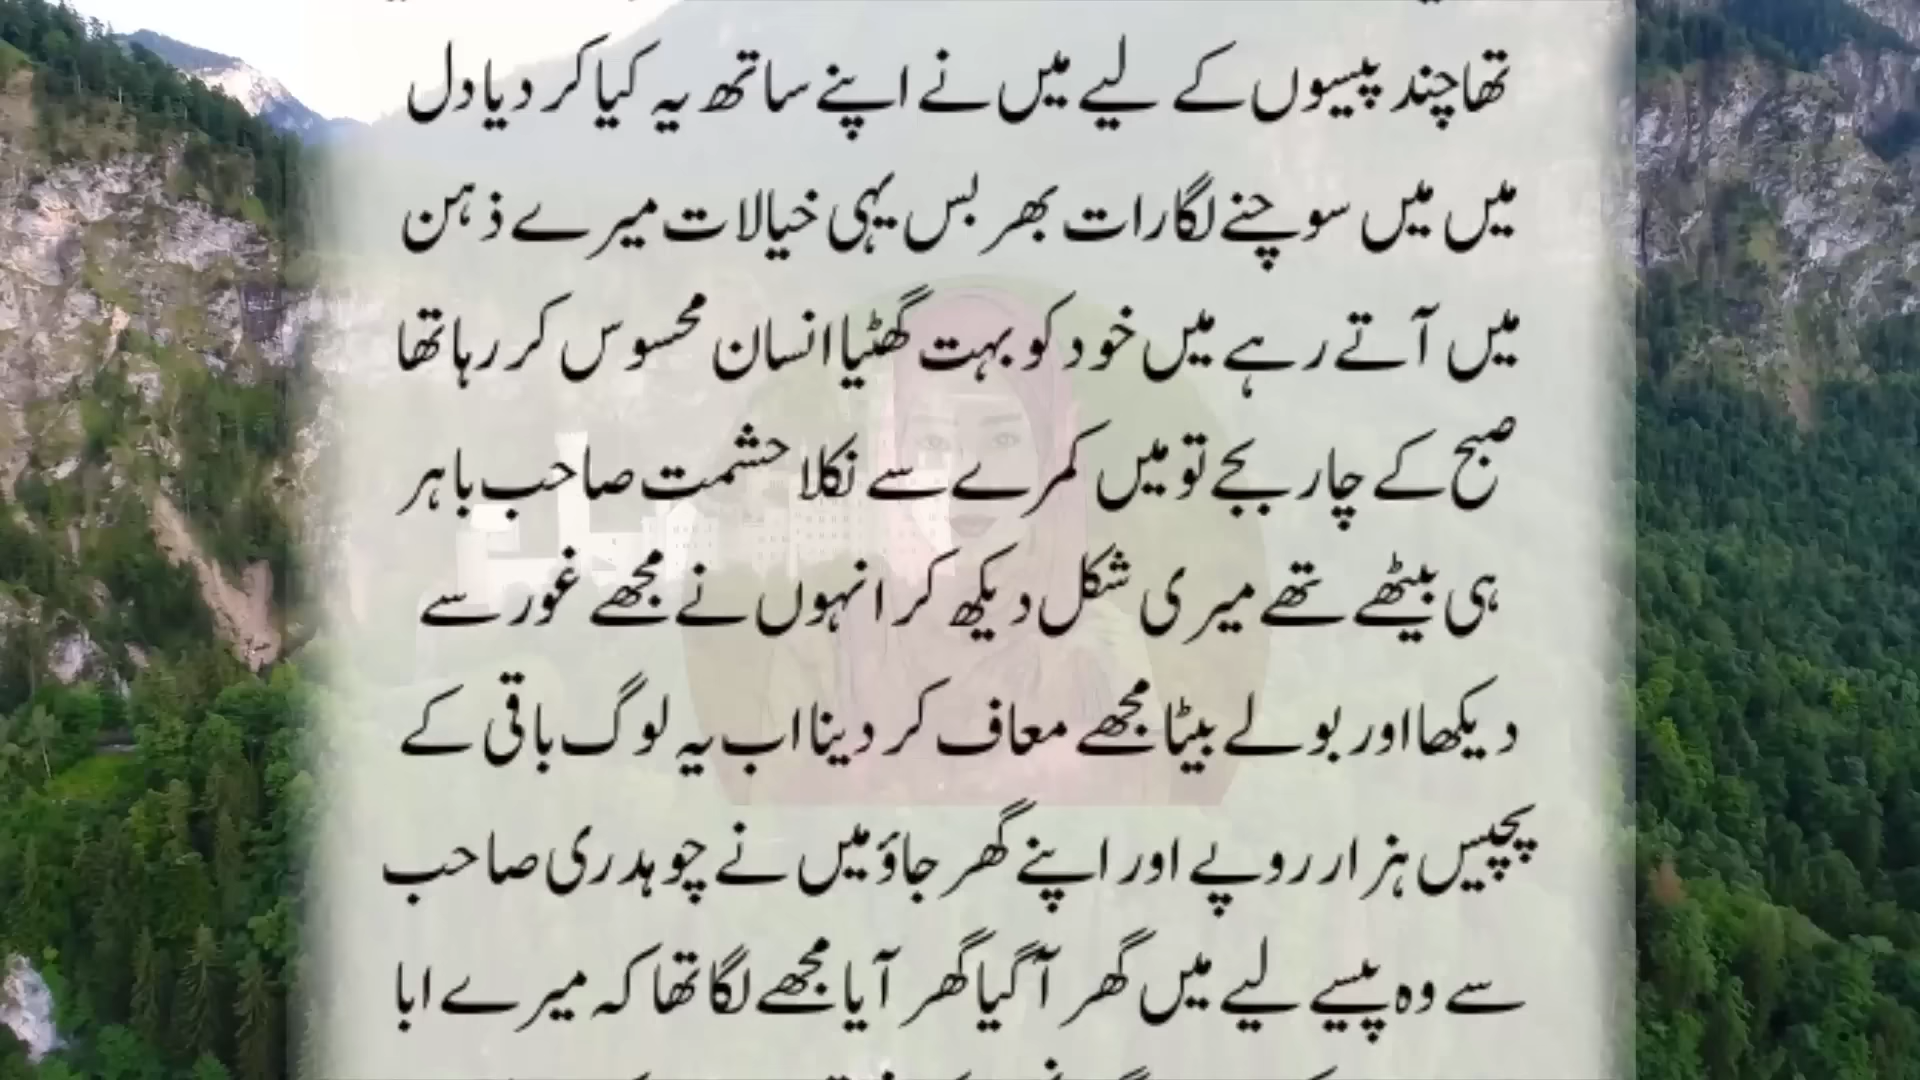 تھا چند پیسوں کے لیے میں نے اپنے ساتھ یہ کیا کر دیا دل
میں میں سوچنے لگا رات بھر بس یہی خیالات میرے ذہن
میں آتے رہے میں خود کو بہت گھٹیا انسان محسوس کر رہا تھا
صبح کے چار بجے تو میں کمرے سے نکلا حشمت صاحب باہر
ہی بیٹھے تھے میری شکل دیکھ کر انہوں نے مجھے غور سے
دیکھا اور بولے بیٹا مجھے معاف کر دینا اب یہ لوگ باقی کے
پچیس ہزار روپے اور اپنے گھر جاؤ میں نے چوہدری صاحب
سے وہ پیسے لیے میں گھر آ گیا گھر آیا مجھے لگا تھا کہ میرے ابا